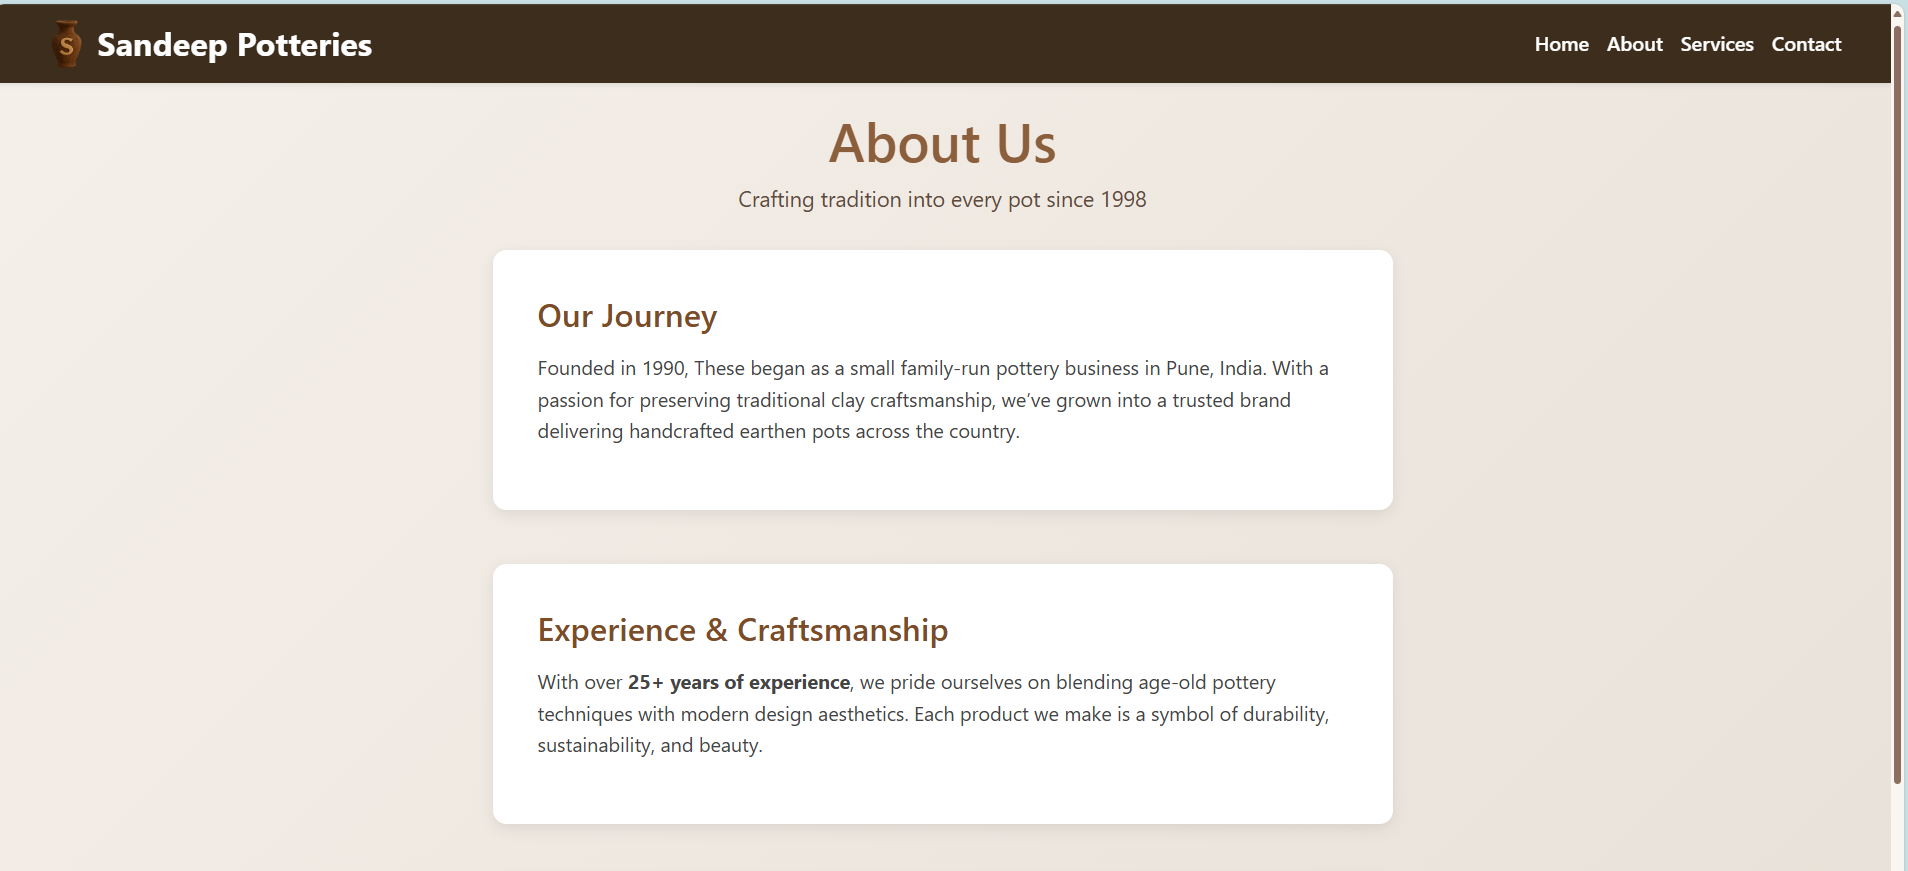 S
Sandeep Potteries
Home About Services Contact
About Us
Crafting tradition into every pot since 1998
Our Journey
Founded in 1990, These began as a small family-run pottery business in Pune, India. With a
passion for preserving traditional clay craftsmanship, we’ve grown into a trusted brand
delivering handcrafted earthen pots across the country.
Experience & Craftsmanship
With over 25+ years of experience, we pride ourselves on blending age-old pottery
techniques with modern design aesthetics. Each product we make is a symbol of durability,
sustainability, and beauty.